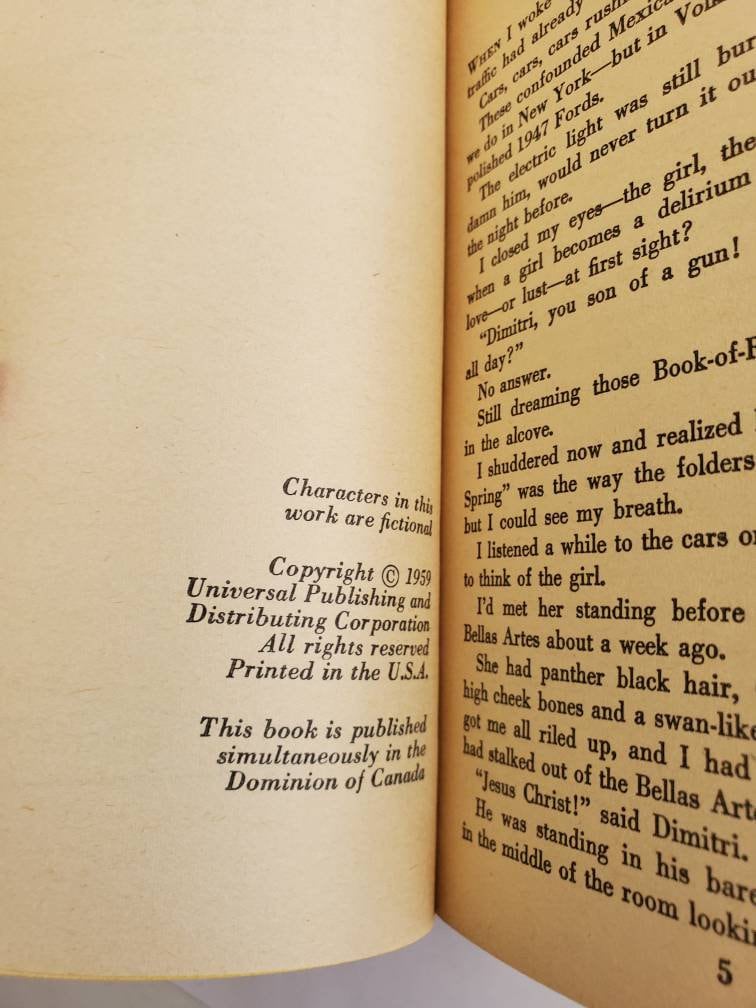 Characters in this
work are fictional
Copyright © 1959
Universal Publishing and
Distributing Corporation
All rights reserved
Printed in the U.S.A.
This book is published
simultaneously in the
Dominion of Canada
WHEN I woke
traffic had already
Cars, cars, cars
These confounded
we do in New York—but in
polished 1947 Fords.
The electric light was still
damn him, would never turn it
the night before.
I closed my eyes—the girl, the
when a girl becomes a delirium
love—or lust—at first sight?
"Dimitri, you son of a gun!
all day?"
No answer.
Still dreaming those
in the alcove.
I shuddered now and realized
Spring" was the way the folders
but I could see my breath.
I listened a while to the cars
to think of the girl.
I'd met her standing before
Bellas Artes about a week ago.
She had panther black hair,
high cheek bones and a
got me all riled up, and I had
had stalked out of the Bellas
"Jesus Christ!" said Dimitri.
He was standing in his
in the middle of the room
5